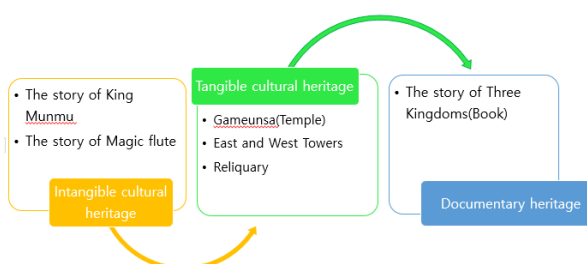 • The story of King
Munmu
• The story of Magic flute
Intangible cultural
heritage
Tangible cultural heritage
• Gameunsa(Temple)
• East and West Towers
• Reliquary
• The story of Three
Kingdoms(Book)
Documentary heritage